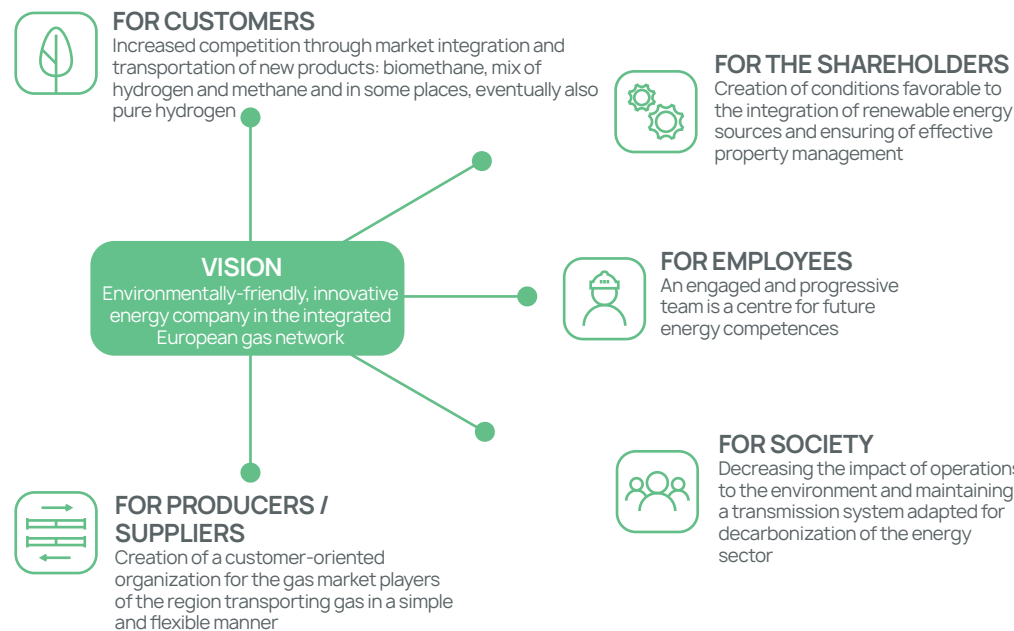 FOR CUSTOMERS
Increased competition through market integration and
transportation of new products: biomethane, mix of
hydrogen and methane and in some places, eventually also
pure hydrogen
FOR THE SHAREHOLDERS
Creation of conditions favorable to
the integration of renewable energy
sources and ensuring of effective
property management
VISION
Environmentally-friendly, innovative
energy company in the integrated
European gas network
FOR EMPLOYEES
An engaged and progressive
team is a centre for future
energy competences
FOR SOCIETY
Decreasing the impact of operations
to the environment and maintaining
a transmission system adapted for
decarbonization of the energy
sector
FOR PRODUCERS /
SUPPLIERS
Creation of a customer-oriented
organization for the gas market players
of the region transporting gas in a simple
and flexible manner